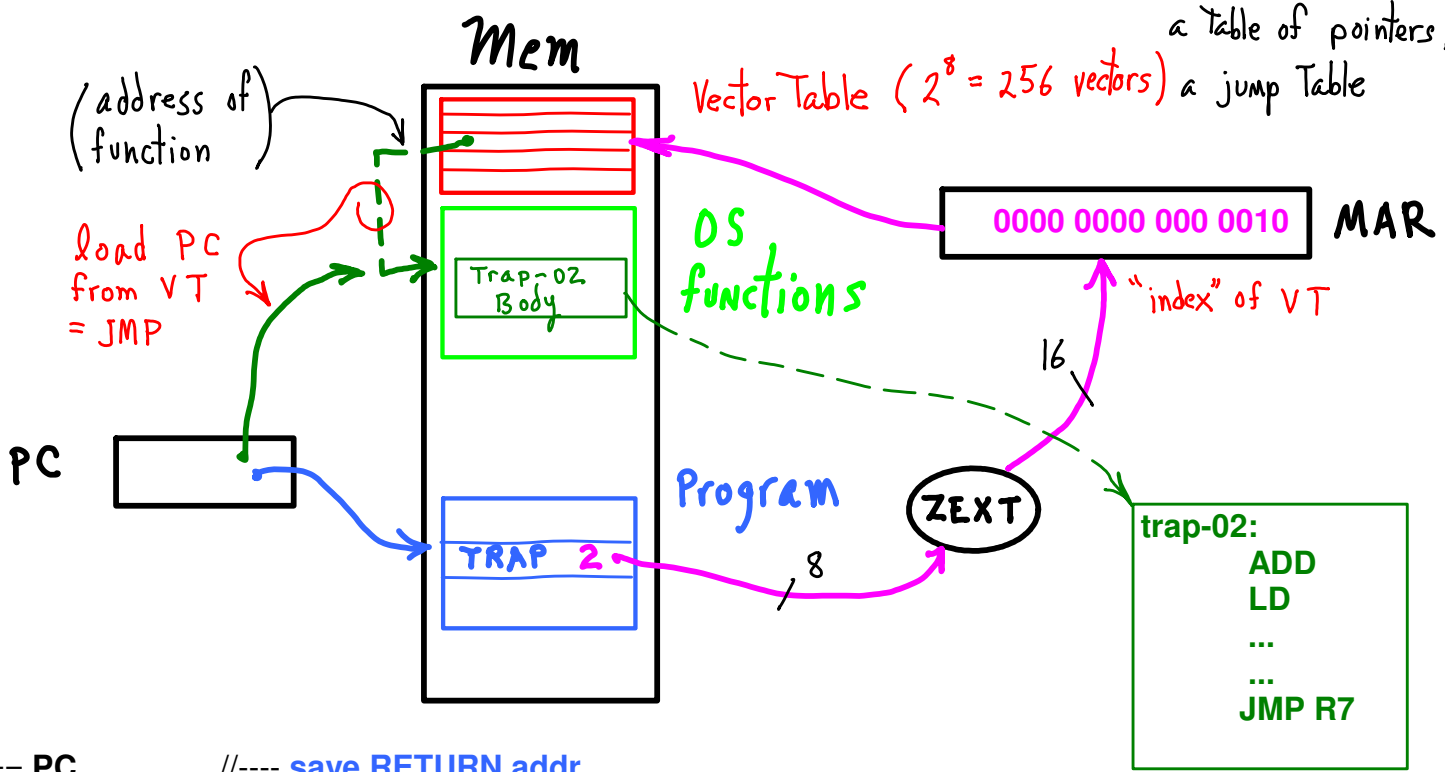 Mem
a Table of pointers,
Vector Table (2^8 = 256 vectors) a jump Table
(address of
function)
0000 0000 000 0010
MAR
OS
functions
load PC
from VT
= JMP
Trap-02
Body
"index" of VT
16
PC
Program
ZEXT
TRAP 2
8
trap-02:
ADD
LD
...
...
JMP R7
PC //---- save RETURN addr